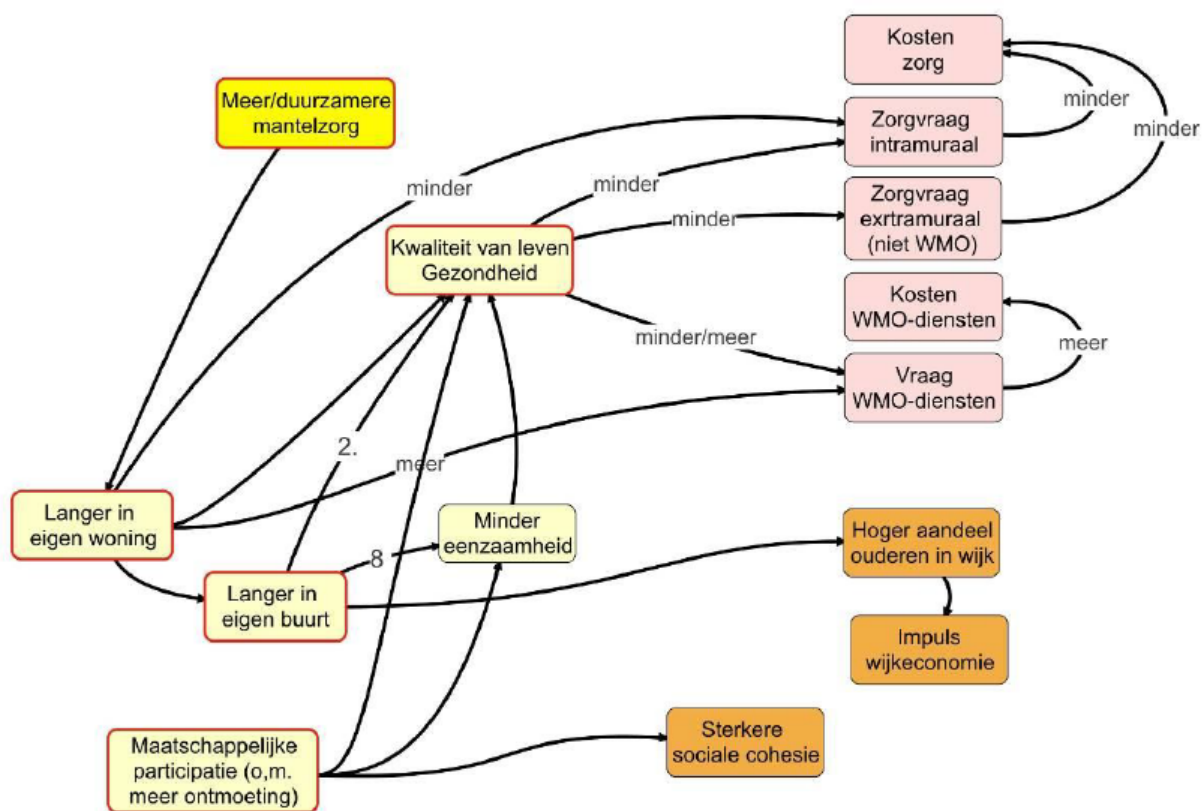 Kosten
zorg
Meer/duurzamere
mantelzorg
minder
Zorgvraag
intramuraal
minder
minder
minder
Zorgvraag
exrtramuraal
(niet WMO)
minder
Kwaliteit van leven
Gezondheid
Kosten
WMO-diensten
minder/meer
meer
Vraag
WMO-diensten
2.
meer
Langer in
eigen woning
Minder
eenzaamheid
Hoger aandeel
ouderen in wijk
8
Langer in
eigen buurt
Impuls
wijkeconomie
Sterkere
sociale cohesie
Maatschappelijke
participatie (o,m.
meer ontmoeting)